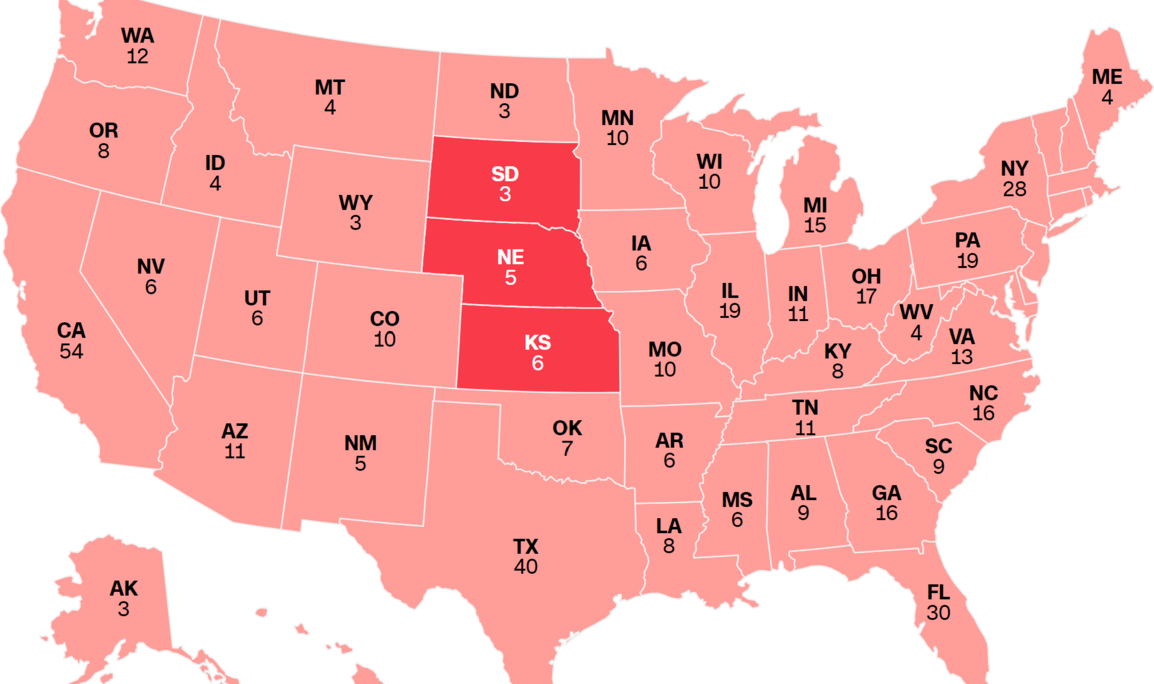 WA
12
MT
4
ND
3
MN
10
ME
4
OR
8
ID
4
SD
3
WI
10
NY
28
WY
3
MI
15
NV
6
NE
5
IA
6
PA
19
UT
6
CO
10
IL
19
IN
11
OH
17
WV
4
VA
13
CA
54
KS
6
MO
10
KY
8
NC
16
AZ
11
NM
5
OK
7
AR
6
TN
11
SC
9
MS
6
AL
9
GA
16
TX
40
LA
8
AK
3
FL
30